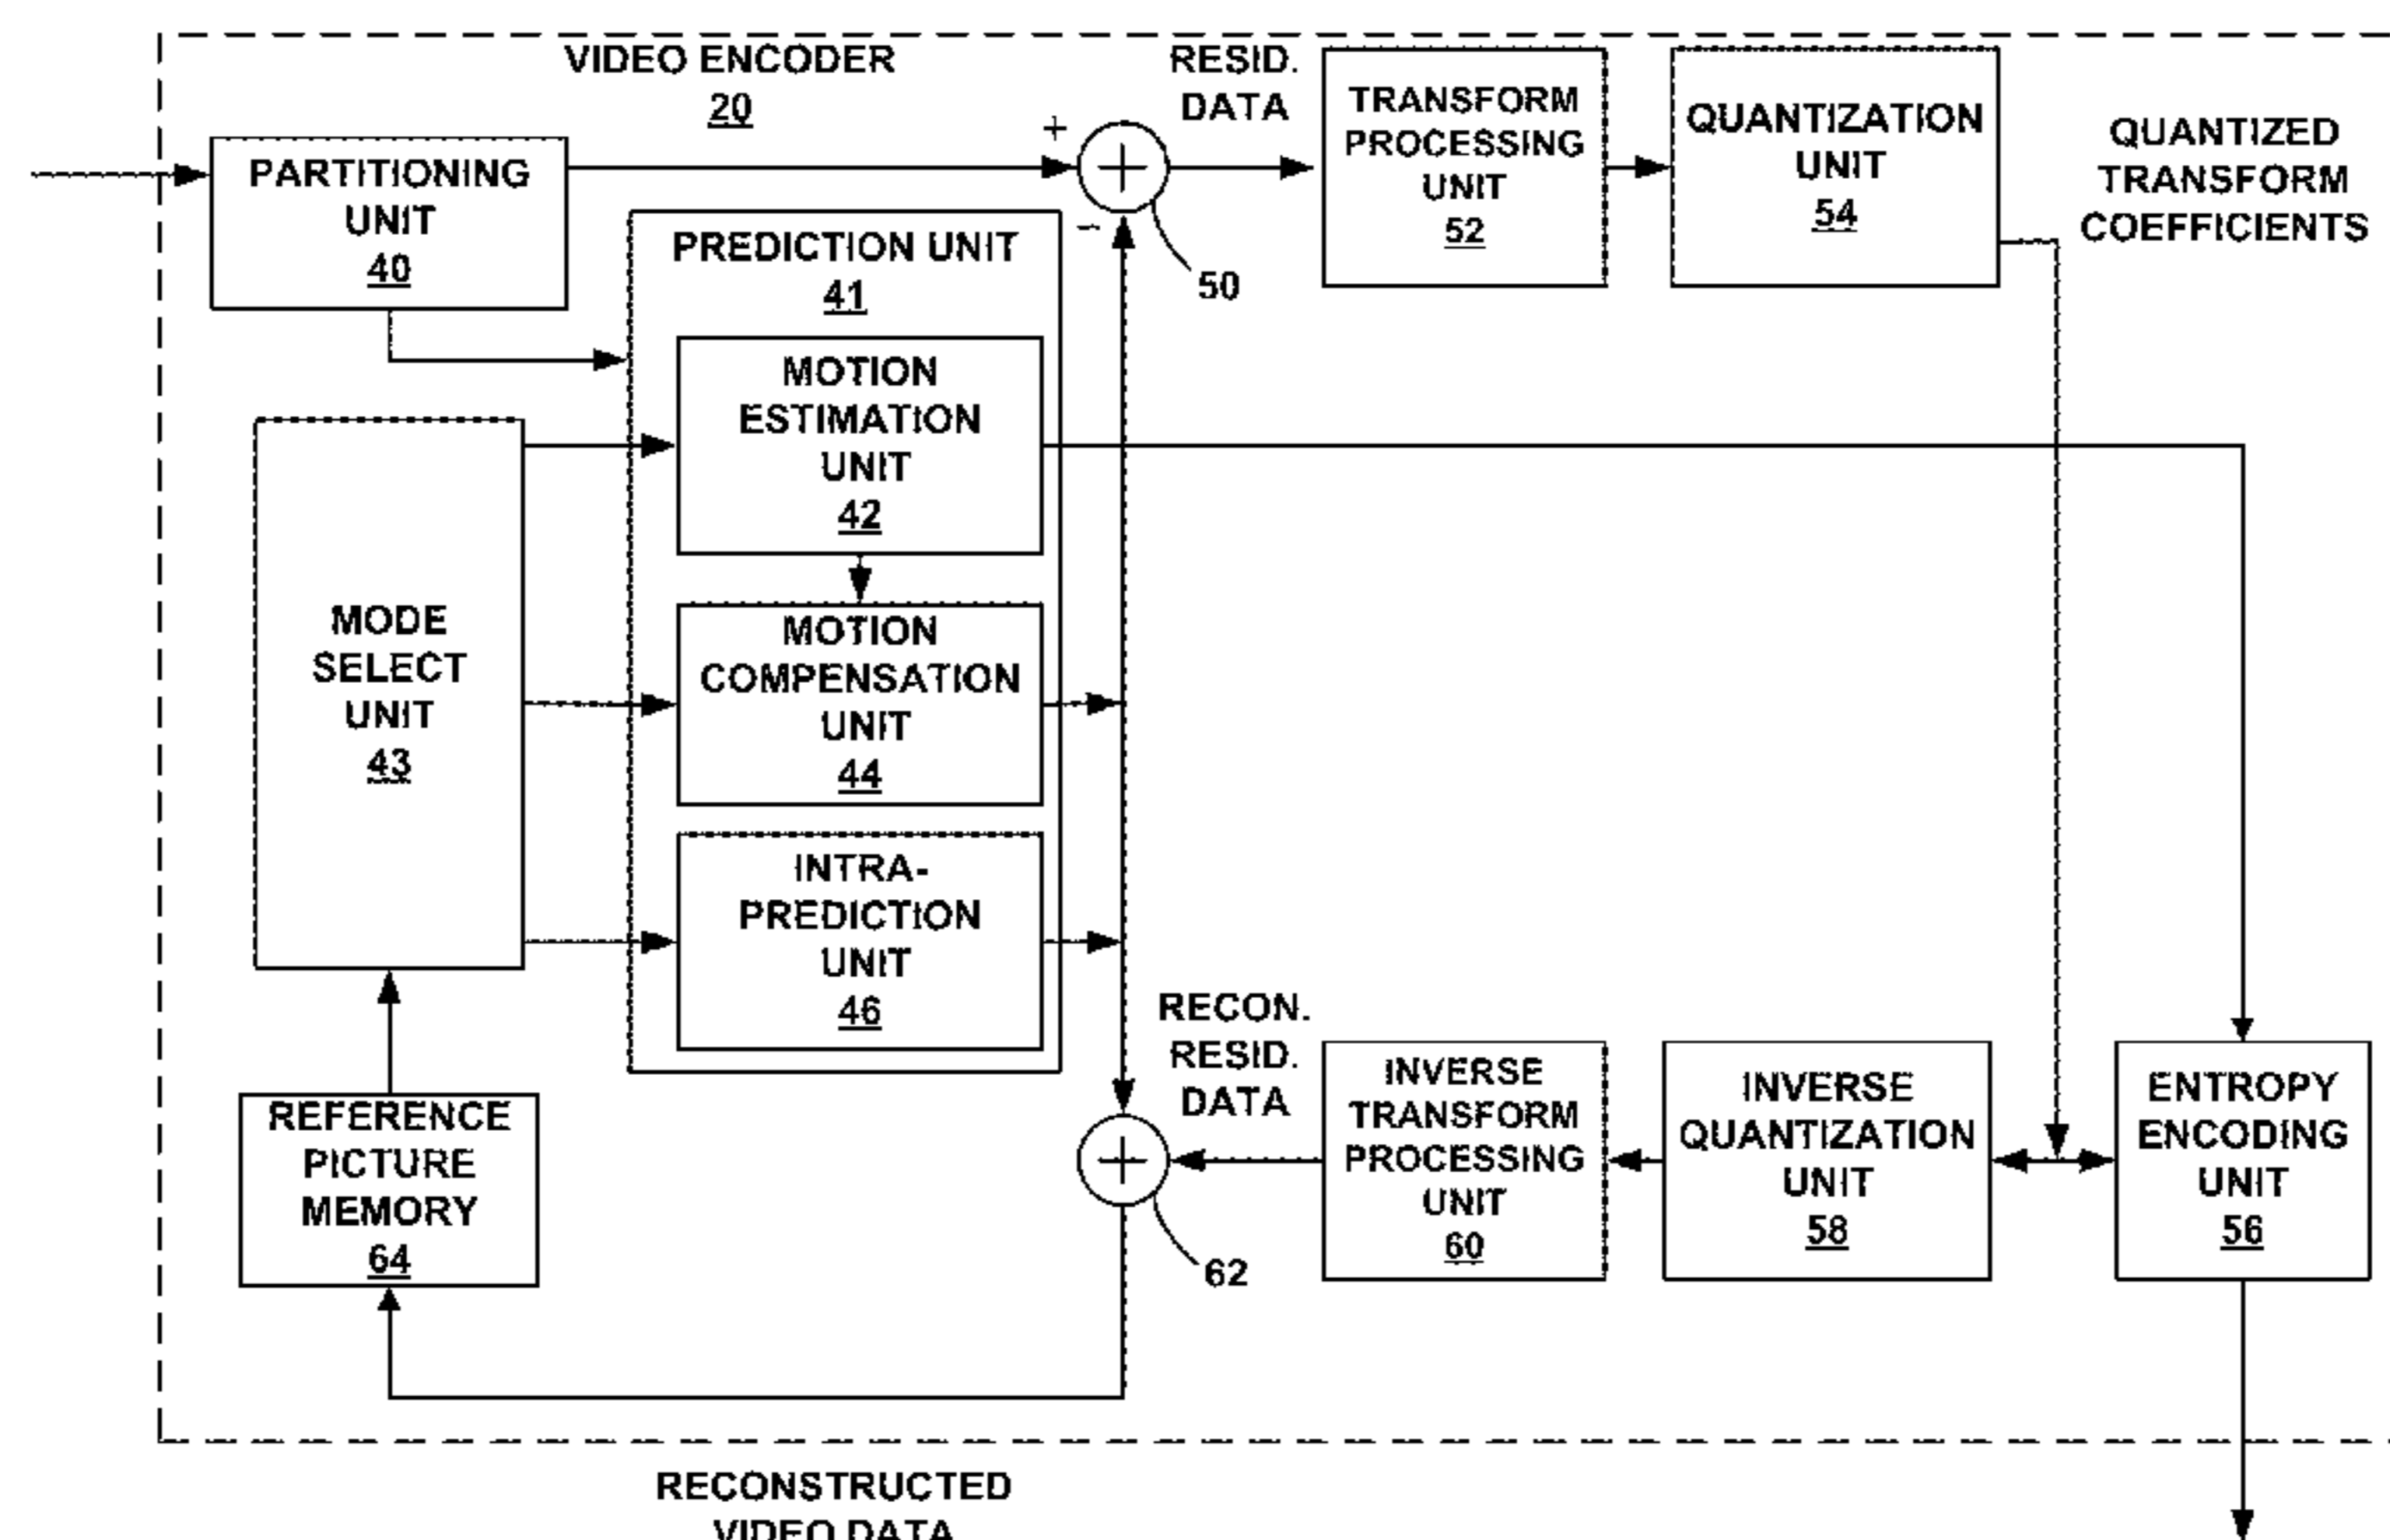 VIDEO ENCODER
20
RESID.
DATA
TRANSFORM
PROCESSING
UNIT
52
QUANTIZATION
UNIT
54
QUANTIZED
TRANSFORM
COEFFICIENTS
PARTITIONING
UNIT
40
+
−
50
PREDICTION UNIT
41
MOTION
ESTIMATION
UNIT
42
MODE
SELECT
UNIT
43
MOTION
COMPENSATION
UNIT
44
INTRA-
PREDICTION
UNIT
46
RECON.
RESID.
DATA
REFERENCE
PICTURE
MEMORY
64
62
INVERSE
TRANSFORM
PROCESSING
UNIT
60
INVERSE
QUANTIZATION
UNIT
58
ENTROPY
ENCODING
UNIT
56
RECONSTRUCTED
VIDEO DATA